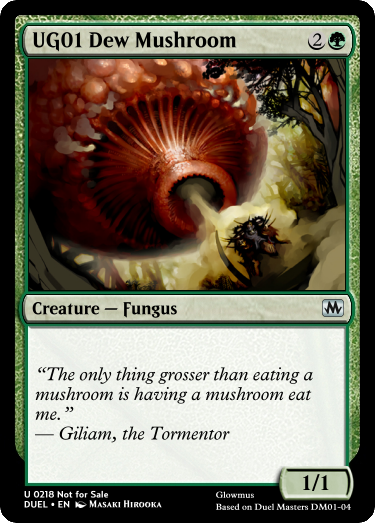 UG01 Dew Mushroom 2
Creature — Fungus M
“The only thing grosser than eating a
mushroom is having a mushroom eat
me.”
— Giliam, the Tormentor
1/1
U 0218 Not for Sale
DUEL • EN Masaki Hirooka
Glowmus
Based on Duel Masters DM01-04